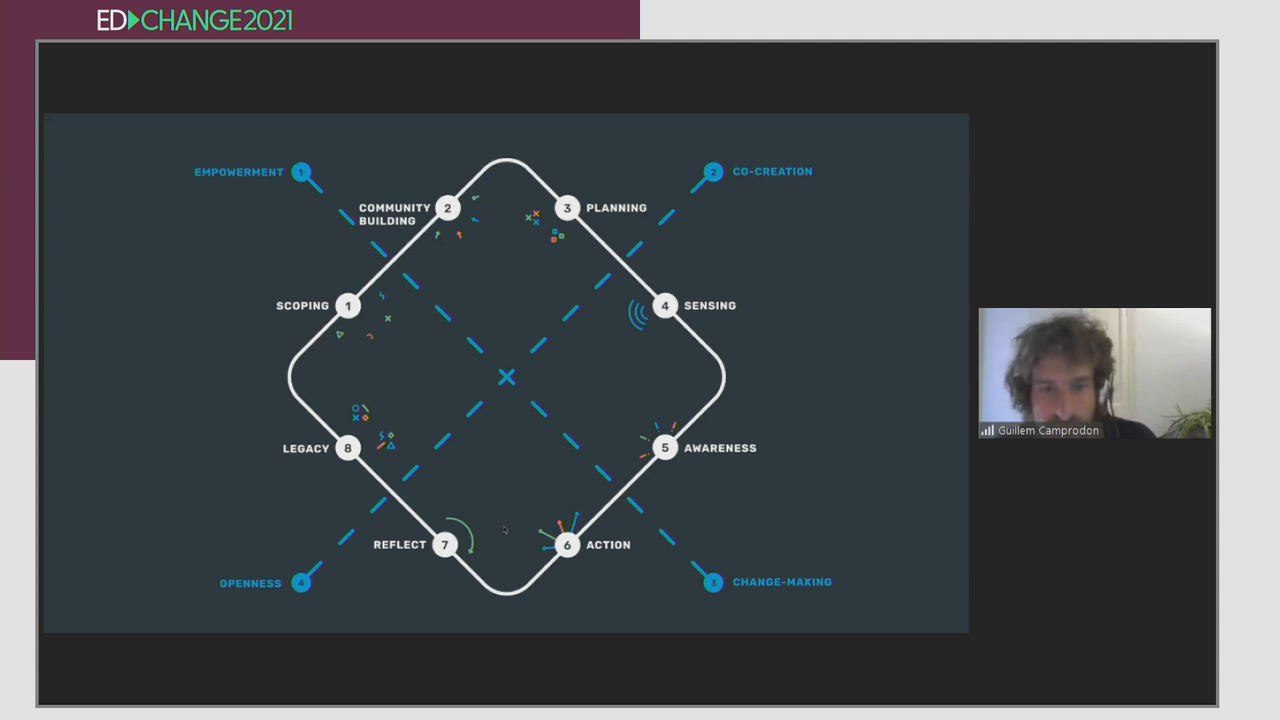 ED▶CHANGE2021
EMPOWERMENT 1
2 CO-CREATION
COMMUNITY
BUILDING
2
3 PLANNING
SCOPING 1
4 SENSING
LEGACY 8
5 AWARENESS
REFLECT 7
6 ACTION
OPENNESS 4
3 CHANGE-MAKING
Guillem Camprodon